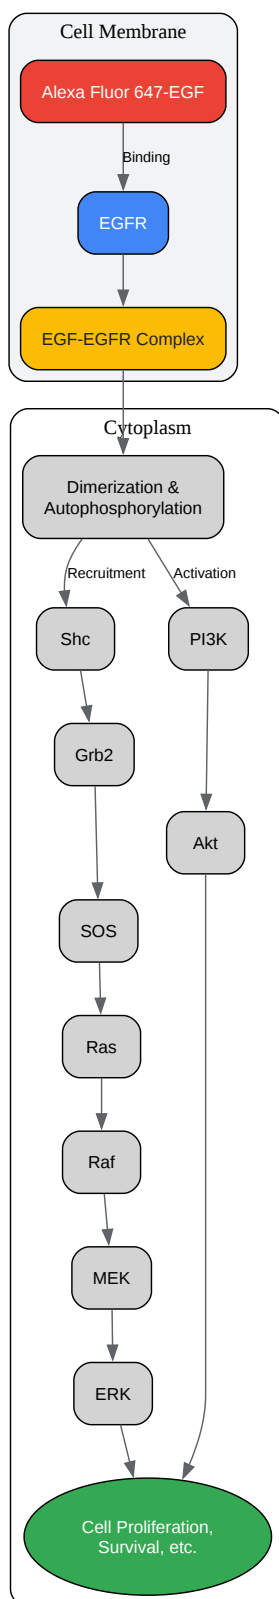 Cell Membrane
Alexa Fluor 647-EGF
Binding
EGFR
EGF-EGFR Complex
Cytoplasm
Dimerization &
Autophosphorylation
Recruitment
Activation
Shc
PI3K
Grb2
Akt
SOS
Ras
Raf
MEK
ERK
Cell Proliferation,
Survival, etc.